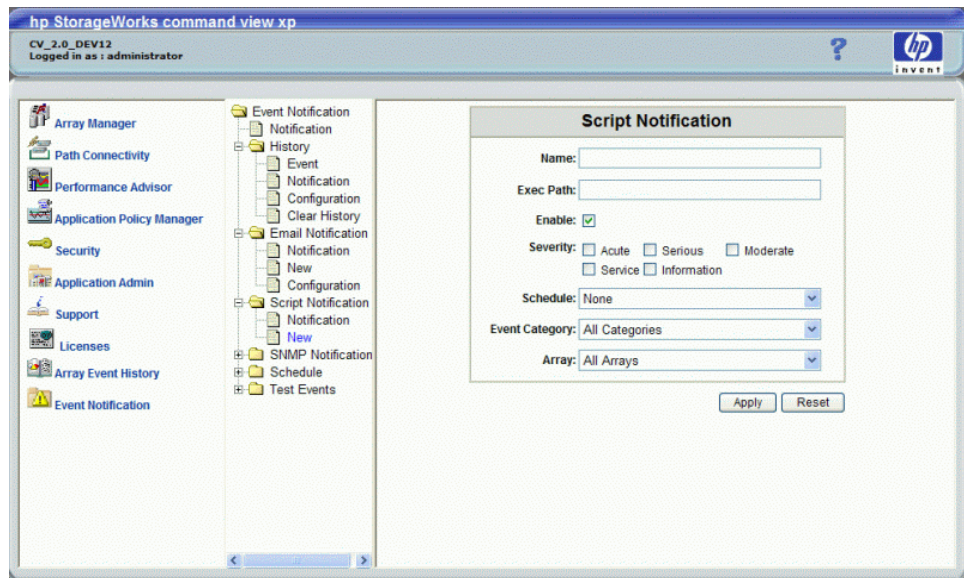 hp StorageWorks command view xp
CV_2.0_DEV12
Logged in as : administrator
?
hp
invent
Array Manager
Path Connectivity
Performance Advisor
Application Policy Manager
Security
Application Admin
Support
Licenses
Array Event History
Event Notification
Event Notification
Notification
History
Event
Notification
Configuration
Clear History
Email Notification
Notification
New
Configuration
Script Notification
Notification
New
SNMP Notification
Schedule
Test Events
Script Notification
Name:
Exec Path:
Enable:
Severity: Acute Serious Moderate
Service Information
Schedule: None
Event Category: All Categories
Array: All Arrays
Apply Reset